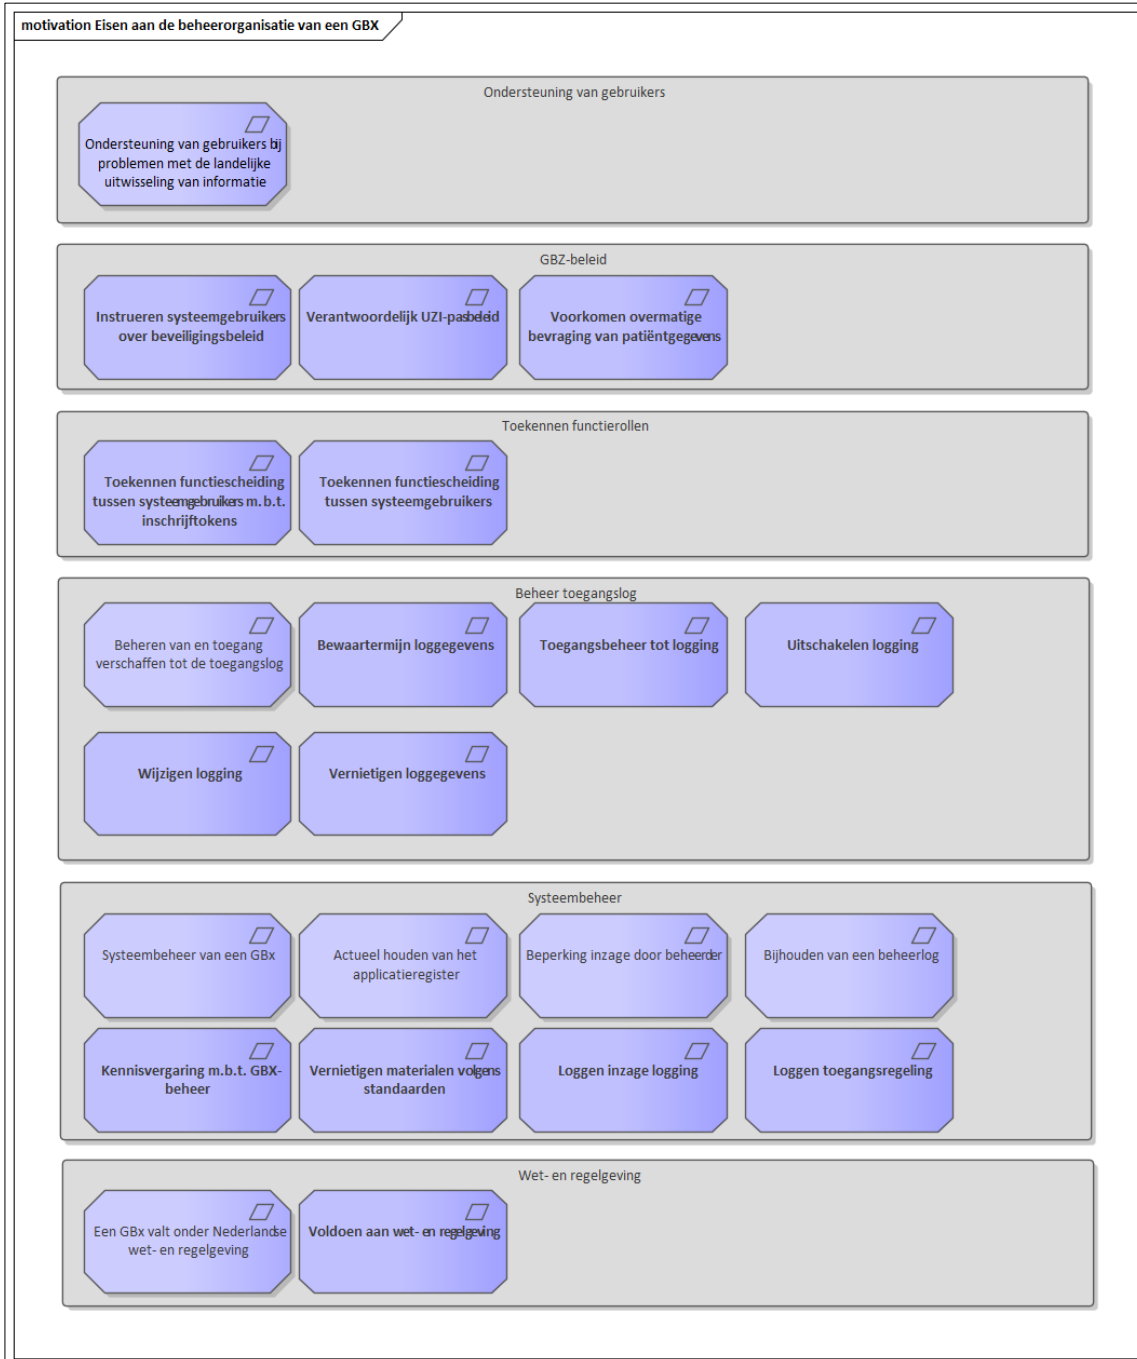 motivation Eisen aan de beheerorganisatie van een GBX
Ondersteuning van gebruikers
Ondersteuning van gebruikers bij
problemen met de landelijke
uitwisseling van informatie
GBZ-beleid
Instrueren systeemgebruikers
over beveiligingsbeleid
Verantwoordelijk UZI-pasbeleid
Voorkomen overmatige
bevraging van patiëntgegevens
Toekennen functierollen
Toekennen functiescheiding
tussen systeemgebruikers m.b.t.
inschrijftokens
Toekennen functiescheiding
tussen systeemgebruikers
Beheer toegangslog
Beheren van en toegang
verschaffen tot de toegangslog
Bewaartermijn loggegevens
Toegangsbeheer tot logging
Uitschakelen logging
Wijzigen logging
Vernietigen loggegevens
Systeembeheer
Systeembeheer van een GBx
Actueel houden van het
applicatieregister
Beperking inzage door beheerder
Bijhouden van een beheerlog
Kennisvergaring m.b.t. GBX-
beheer
Vernietigen materialen volgens
standaarden
Loggen inzage logging
Loggen toegangsregeling
Wet- en regelgeving
Een GBx valt onder Nederlandse
wet- en regelgeving
Voldoen aan wet- en regelgeving